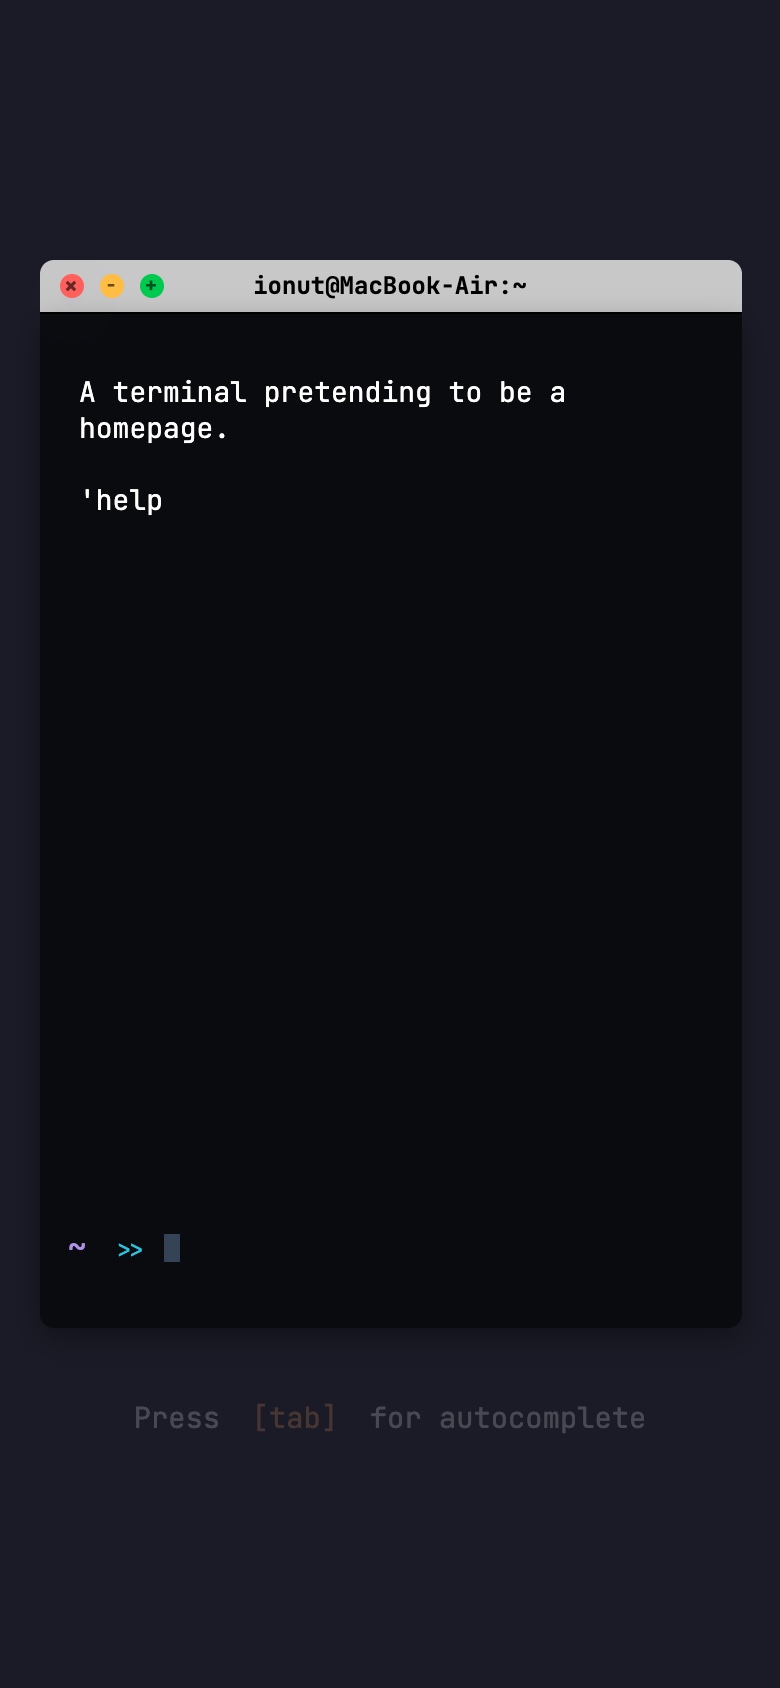 ionut@MacBook-Air:~
A terminal pretending to be a
homepage.
'help
~ >>
Press [tab] for autocomplete